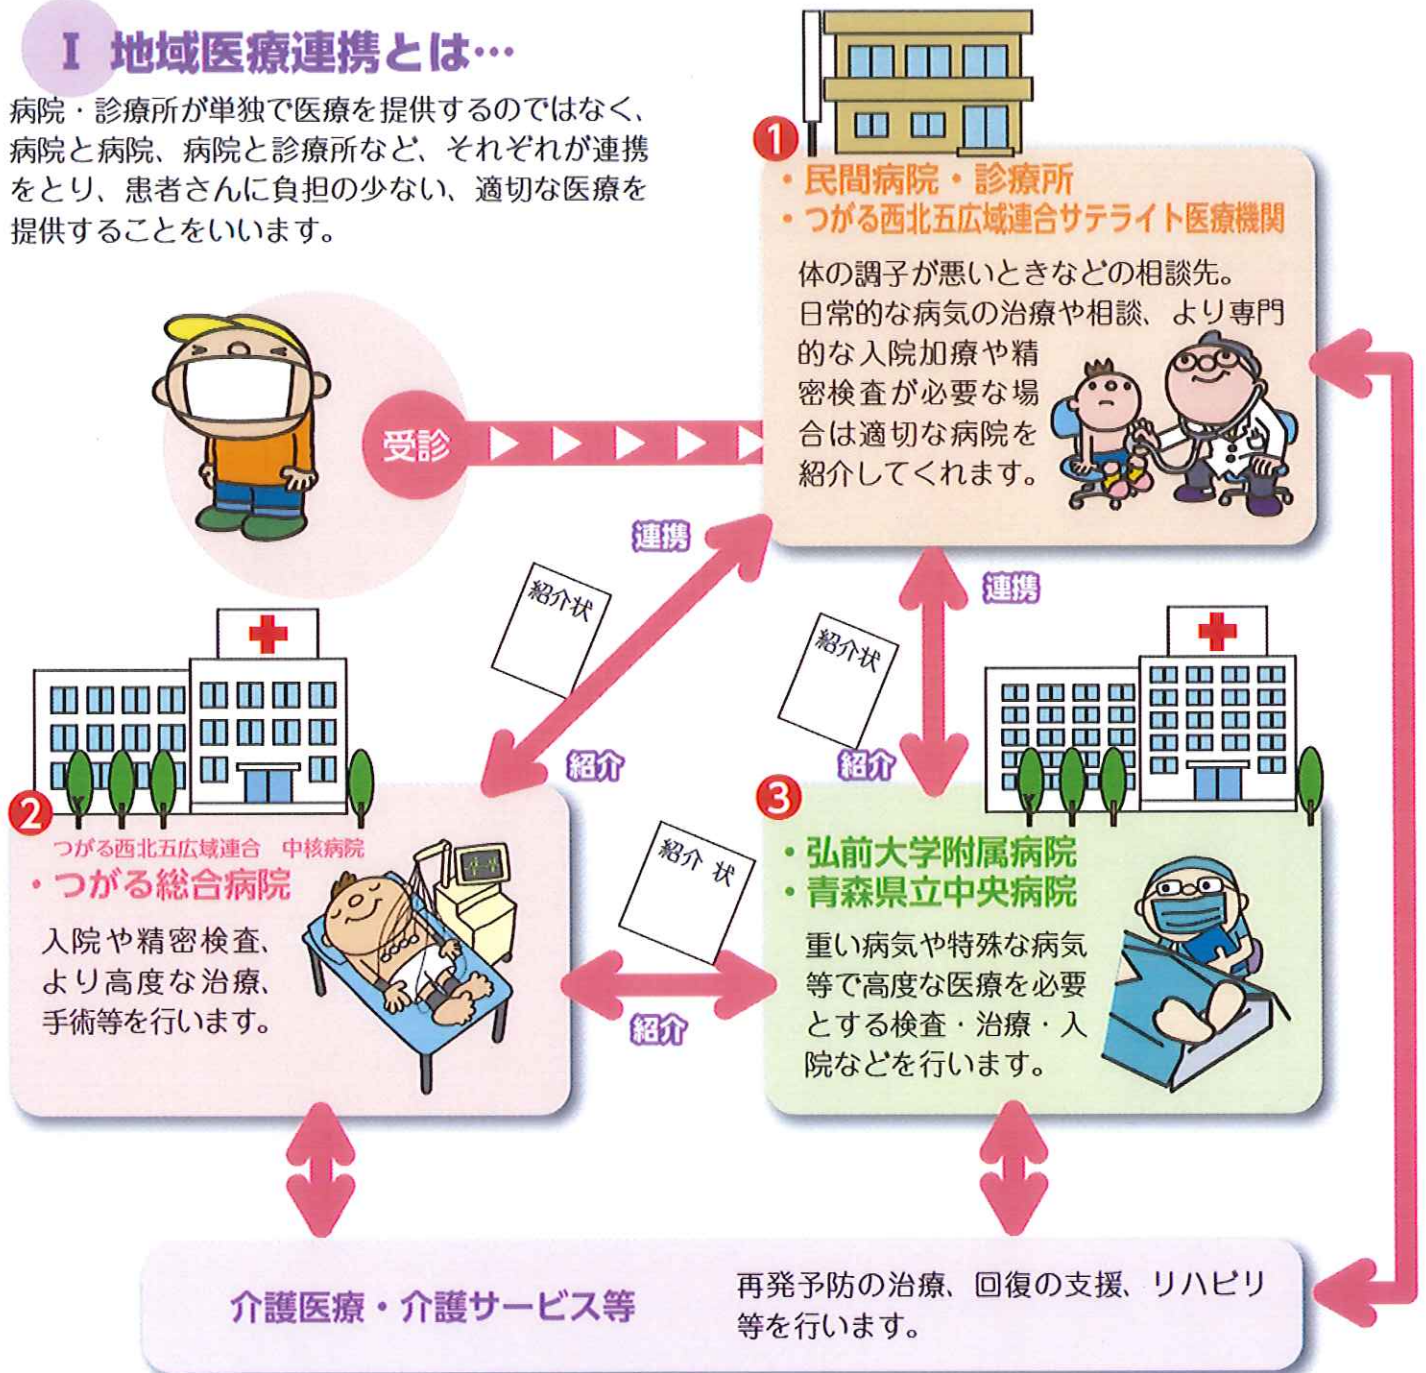 I 地域医療連携とは…
病院・診療所が単独で医療を提供するのではなく、
病院と病院、病院と診療所など、それぞれが連携
をとり、患者さんに負担の少ない、適切な医療を
提供することをいいます。
1
・民間病院・診療所
・つがる西北五広域連合サテライト医療機関
体の調子が悪いときなどの相談先。
日常的な病気の治療や相談、より専門
的な入院加療や精
密検査が必要な場
合は適切な病院を
紹介してくれます。
受診
連携
紹介状
紹介
連携
紹介状
紹介
2
つがる西北五広域連合 中核病院
・つがる総合病院
入院や精密検査、
より高度な治療、
手術等を行います。
紹介 状
紹介
3
・弘前大学附属病院
・青森県立中央病院
重い病気や特殊な病気
等で高度な医療を必要
とする検査・治療・入
院などを行います。
介護医療・介護サービス等
再発予防の治療、回復の支援、リハビリ
等を行います。